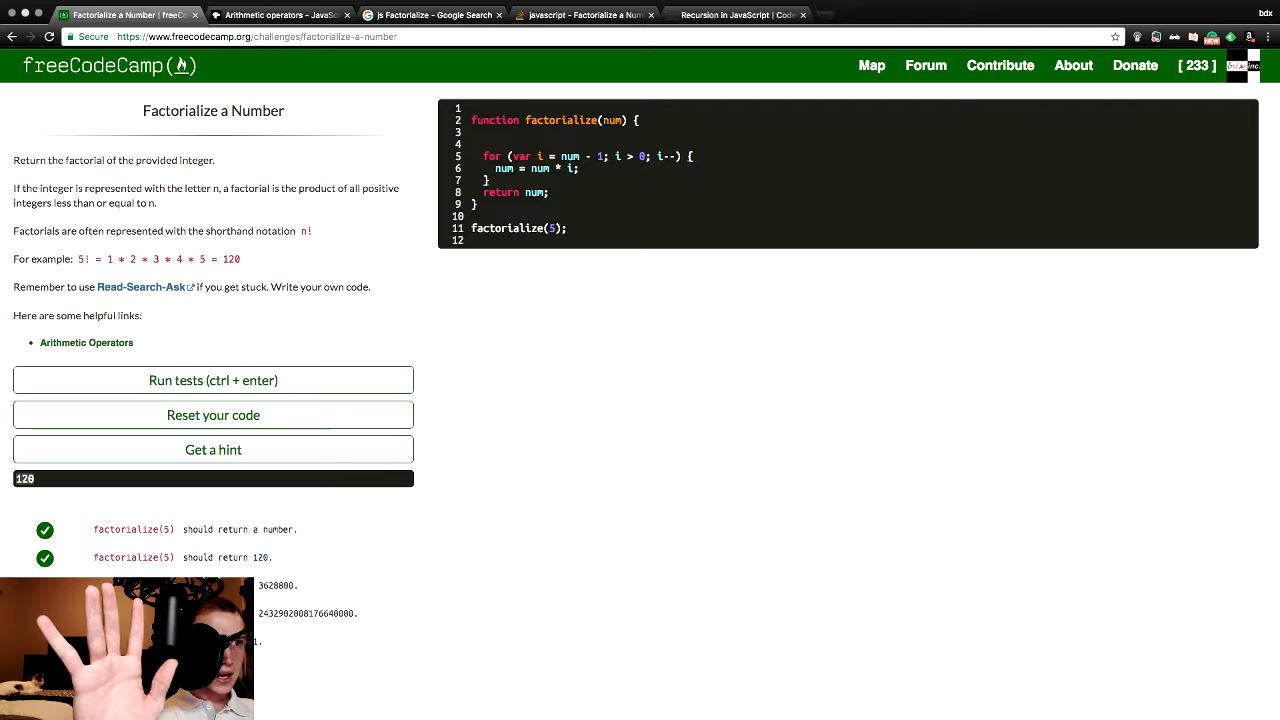 Factorialize a Number | freeC
Arithmetic operators - JavaSc
js Factorialize - Google Search
javascript - Factorialize a Num
Recursion in JavaScript | Code
bdx
Secure
https://www.freecodecamp.org/challenges/factorialize-a-number
NEW
freeCodeCamp
Map
Forum
Contribute
About
Donate
[ 233 ]
inc.
Factorialize a Number
Return the factorial of the provided integer.
If the integer is represented with the letter n, a factorial is the product of all positive
integers less than or equal to n.
Factorials are often represented with the shorthand notation n!
For example: 5! = 1 * 2 * 3 * 4 * 5 = 120
Remember to use Read-Search-Ask if you get stuck. Write your own code.
Here are some helpful links:
Arithmetic Operators
Run tests (ctrl + enter)
Reset your code
Get a hint
120
factorialize(5) should return a number.
factorialize(5) should return 120.
3628800.
2432902008176640000.
1.
1
2 function factorialize(num) {
3
4
5 for (var i = num - 1; i > 0; i--) {
6 num = num * i;
7 }
8 return num;
9 }
10
11 factorialize(5);
12